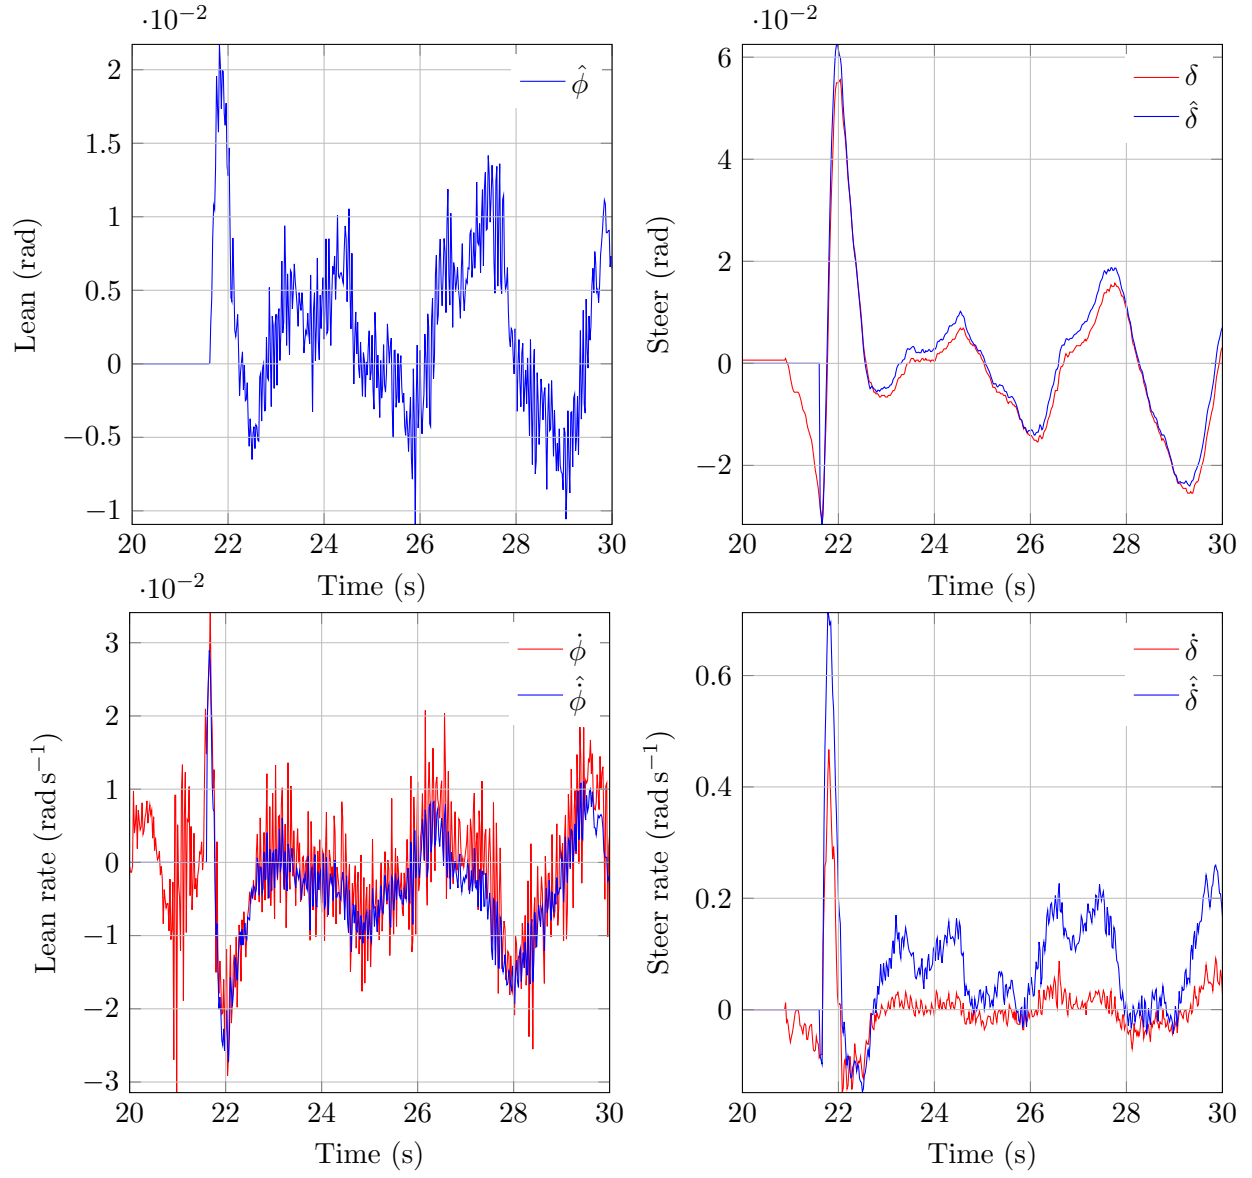 ·10⁻²
Lean (rad)
2
1.5
1
0.5
0
−0.5
−1
20 22 24 26 28 30
Time (s)
ϕ̂
·10⁻²
Steer (rad)
6
4
2
0
−2
20 22 24 26 28 30
Time (s)
δ
δ̂
·10⁻²
Lean rate (rad s⁻¹)
3
2
1
0
−1
−2
−3
20 22 24 26 28 30
Time (s)
ϕ̇
ϕ̇̂
Steer rate (rad s⁻¹)
0.6
0.4
0.2
0
20 22 24 26 28 30
Time (s)
δ̇
δ̇̂